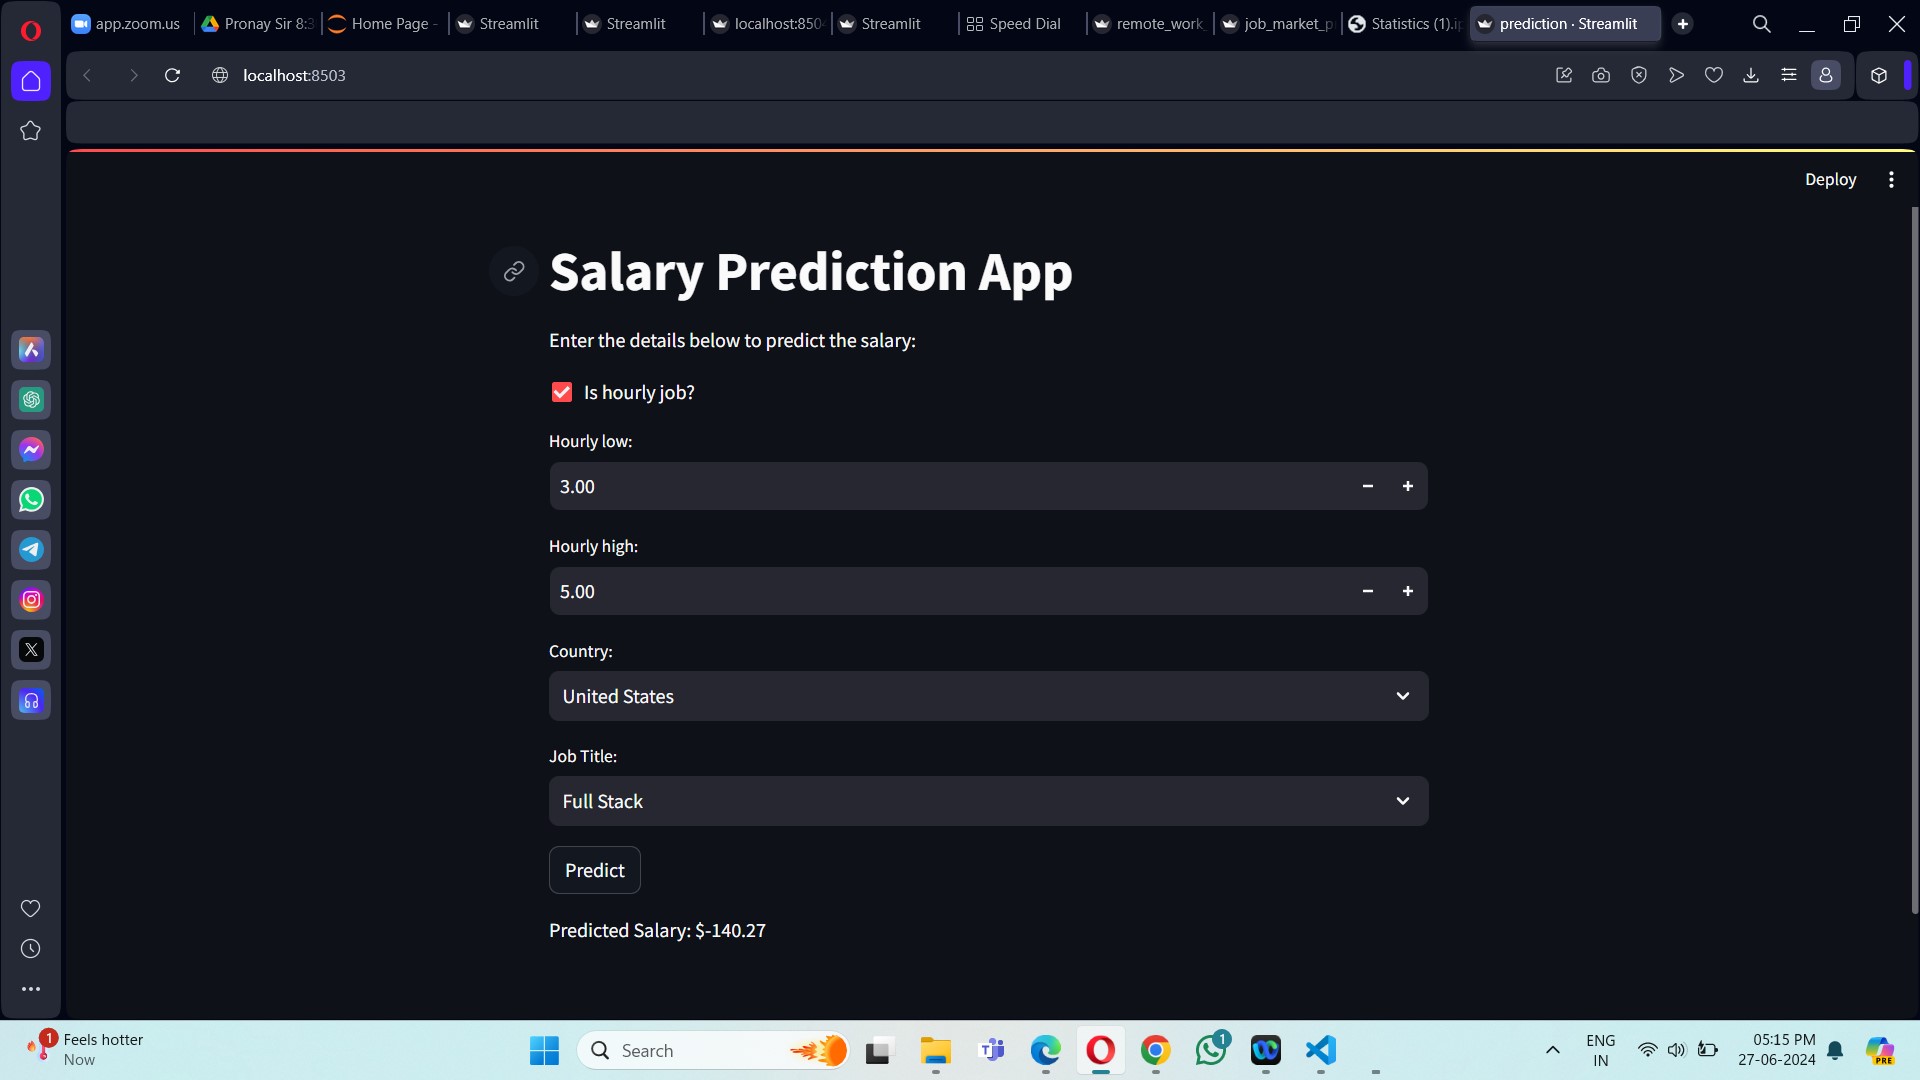 app.zoom.us
Pronay Sir 8:3
Home Page -
Streamlit
Streamlit
localhost:850
Streamlit
Speed Dial
remote_work
job_market_p
Statistics (1).i
prediction · Streamlit
localhost:8503
Deploy
Salary Prediction App
Enter the details below to predict the salary:
Is hourly job?
Hourly low:
3.00
Hourly high:
5.00
Country:
United States
Job Title:
Full Stack
Predict
Predicted Salary: $-140.27
1
Feels hotter
Now
Search
1
ENG
IN
05:15 PM
27-06-2024
PRE